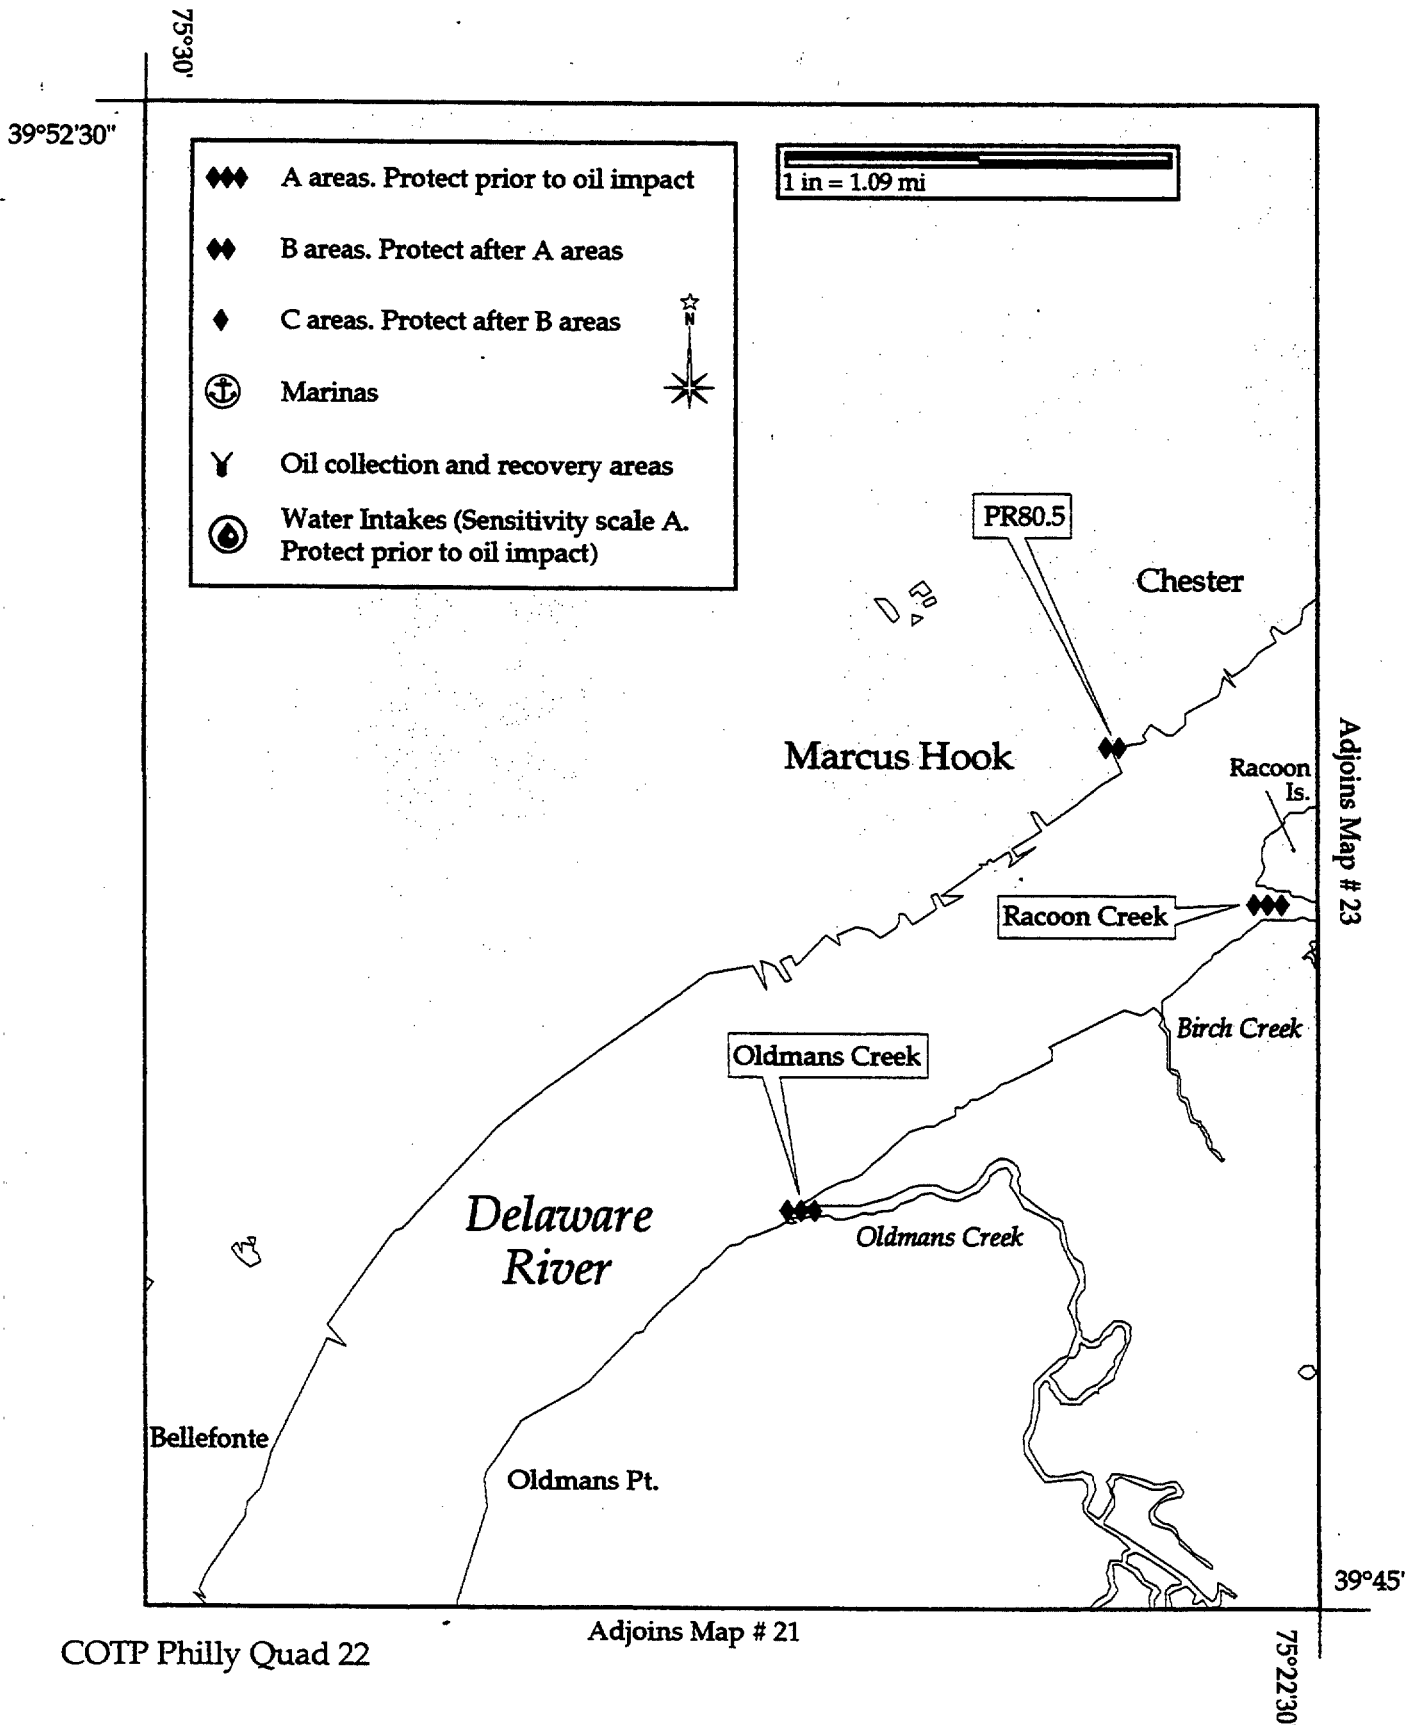 75°30'
39°52'30"
A areas. Protect prior to oil impact
B areas. Protect after A areas
C areas. Protect after B areas
N
Marinas
Oil collection and recovery areas
Water Intakes (Sensitivity scale A.
Protect prior to oil impact)
1 in = 1.09 mi
PR80.5
Chester
Marcus Hook
Racoon
Is.
Adjoins Map # 23
Racoon Creek
Birch Creek
Oldmans Creek
Delaware
River
Oldmans Creek
Bellefonte
Oldmans Pt.
39°45'
Adjoins Map # 21
COTP Philly Quad 22
75°22'30